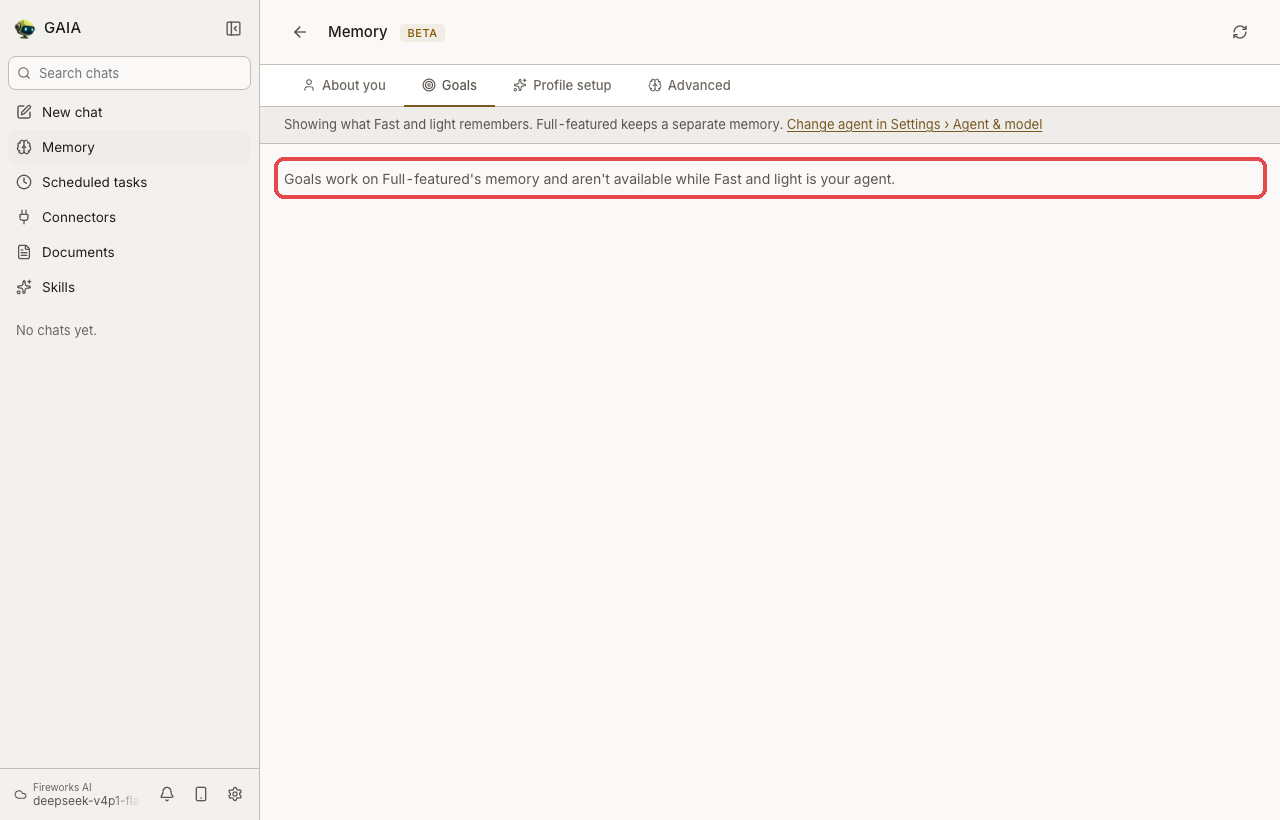 GAIA
Search chats
New chat
Memory
Scheduled tasks
Connectors
Documents
Skills
No chats yet.
Fireworks AI
deepseek-v4p1-fla
Memory BETA
About you Goals Profile setup Advanced
Showing what Fast and light remembers. Full-featured keeps a separate memory. Change agent in Settings › Agent & model
Goals work on Full-featured's memory and aren't available while Fast and light is your agent.